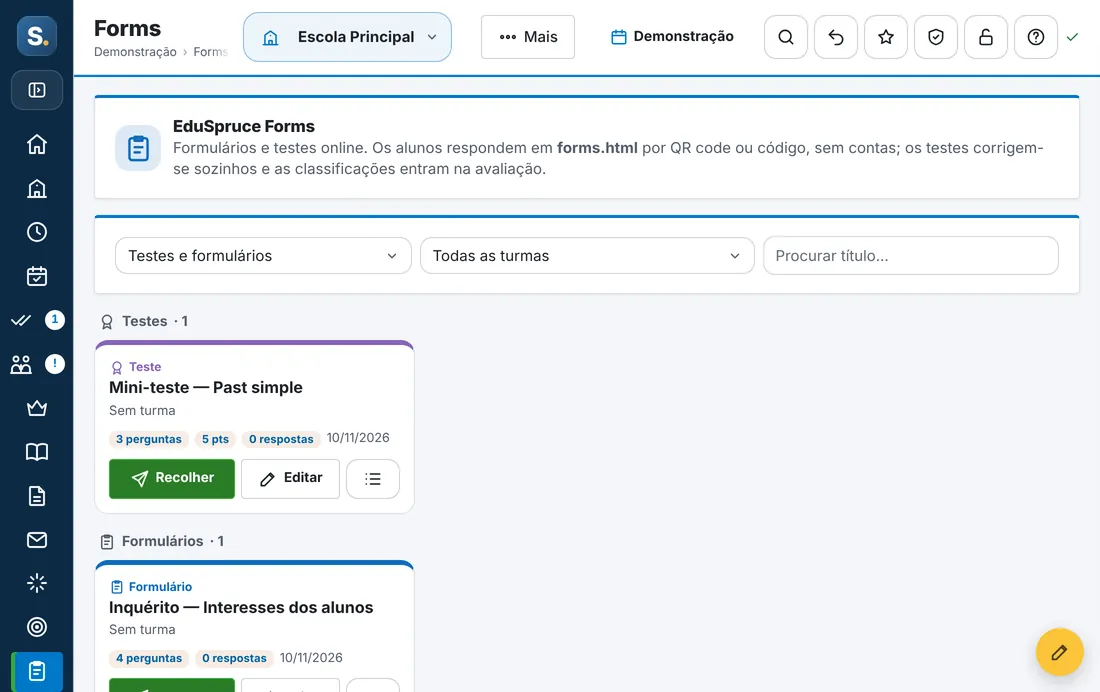 S.
Forms
Demonstração › Forms
Escola Principal
Mais
Demonstração
EduSpruce Forms
Formulários e testes online. Os alunos respondem em forms.html por QR code ou código, sem contas; os testes corrigem-
se sozinhos e as classificações entram na avaliação.
Testes e formulários
Todas as turmas
Procurar título...
1
!
Testes · 1
Teste
Mini-teste — Past simple
Sem turma
3 perguntas 5 pts 0 respostas 10/11/2026
Recolher
Editar
Formulários · 1
Formulário
Inquérito — Interesses dos alunos
Sem turma
4 perguntas 0 respostas 10/11/2026